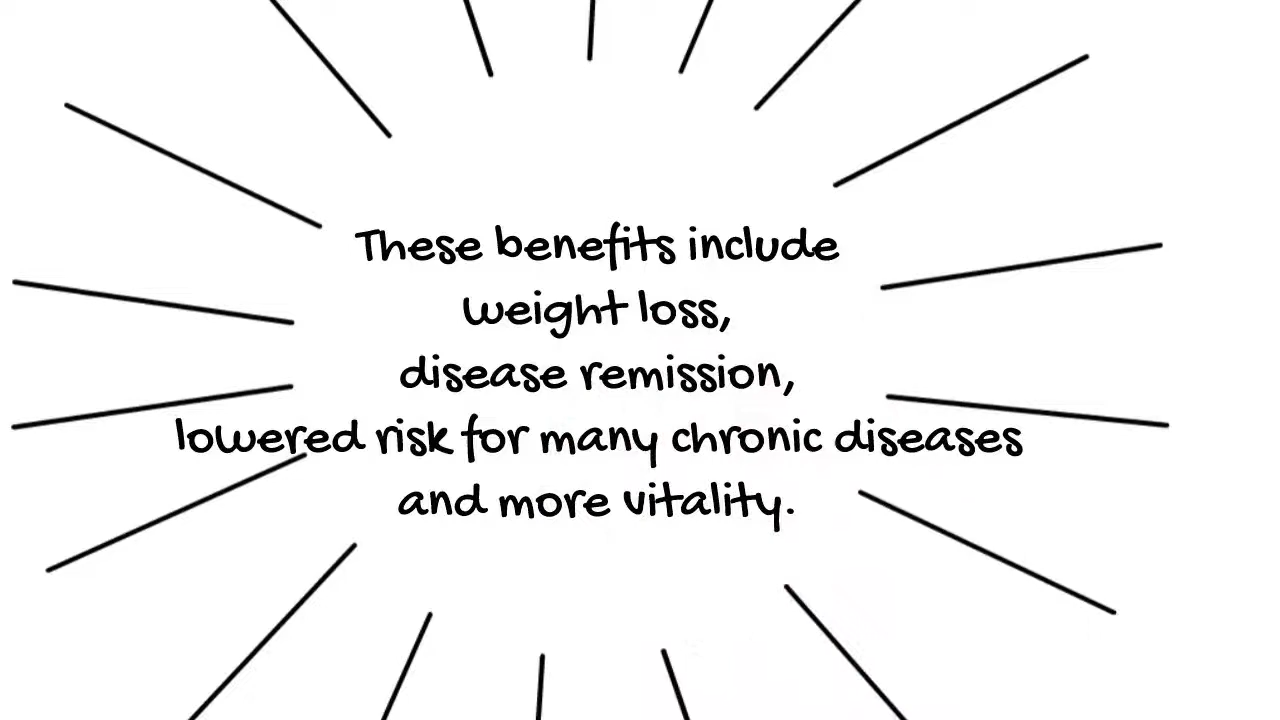 These benefits include
weight loss,
disease remission,
lowered risk for many chronic diseases
and more vitality.